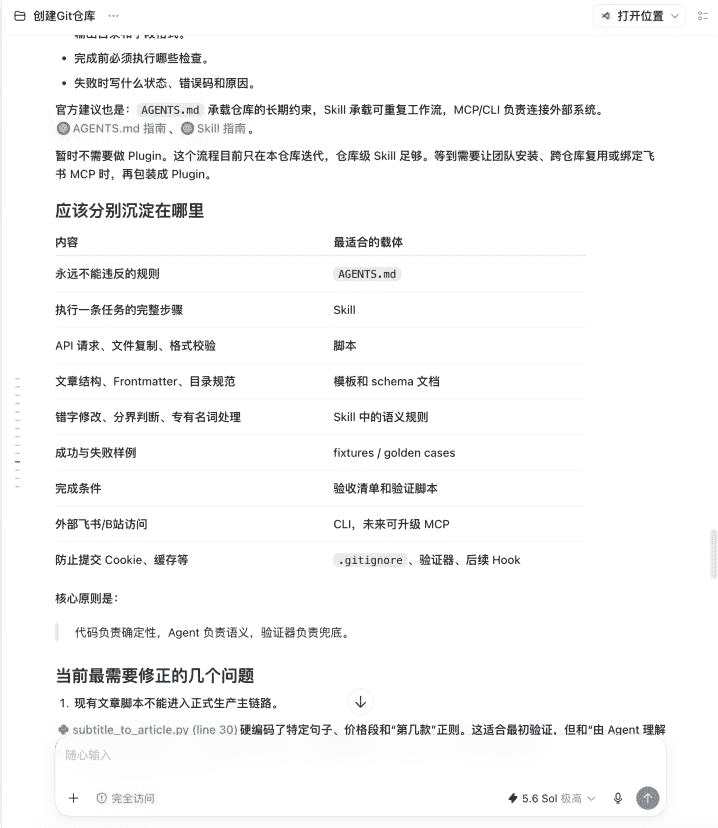 创建Git仓库 ···
打开位置
输出目录和字段格式。
• 完成前必须执行哪些检查。
• 失败时写什么状态、错误码和原因。
官方建议也是： AGENTS.md 承载仓库的长期约束，Skill 承载可重复工作流，MCP/CLI 负责连接外部系统。
AGENTS.md 指南 、 Skill 指南 。
暂时不需要做 Plugin。这个流程目前只在本仓库迭代，仓库级 Skill 足够。等到需要让团队安装、跨仓库复用或绑定飞
书 MCP 时，再包装成 Plugin。
应该分别沉淀在哪里
内容 最适合的载体
永远不能违反的规则 AGENTS.md
执行一条任务的完整步骤 Skill
API 请求、文件复制、格式校验 脚本
文章结构、Frontmatter、目录规范 模板和 schema 文档
错字修改、分界判断、专有名词处理 Skill 中的语义规则
成功与失败样例 fixtures / golden cases
完成条件 验收清单和验证脚本
外部飞书/B站访问 CLI，未来可升级 MCP
防止提交 Cookie、缓存等 .gitignore 、验证器、后续 Hook
核心原则是：
代码负责确定性，Agent 负责语义，验证器负责兜底。
当前最需要修正的几个问题
1. 现有文章脚本不能进入正式生产主链路。
subtitle_to_article.py (line 30) 硬编码了特定句子、价格段和“第几款”正则。这适合最初验证，但和“由 Agent 理解
随心输入
完全访问
5.6 Sol 极高